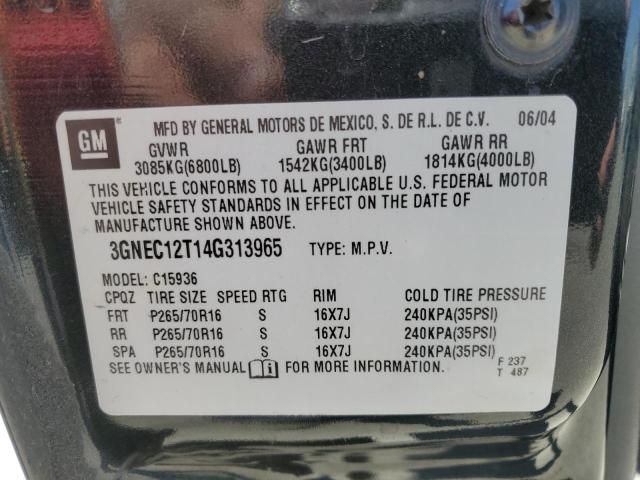 GM
MFD BY GENERAL MOTORS DE MEXICO, S. DE R.L. DE C.V. 06/04
GVWR GAWR FRT GAWR RR
3085KG(6800LB) 1542KG(3400LB) 1814KG(4000LB)
THIS VEHICLE CONFORMS TO ALL APPLICABLE U.S. FEDERAL MOTOR
VEHICLE SAFETY STANDARDS IN EFFECT ON THE DATE OF
MANUFACTURE SHOWN ABOVE.
3GNEC12T14G313965 TYPE: M.P.V.
MODEL: C15936
CPQZ TIRE SIZE SPEED RTG RIM COLD TIRE PRESSURE
FRT P265/70R16 S 16X7J 240KPA(35PSI)
RR P265/70R16 S 16X7J 240KPA(35PSI)
SPA P265/70R16 S 16X7J 240KPA(35PSI)
SEE OWNER'S MANUAL FOR MORE INFORMATION.
F 237
T 487